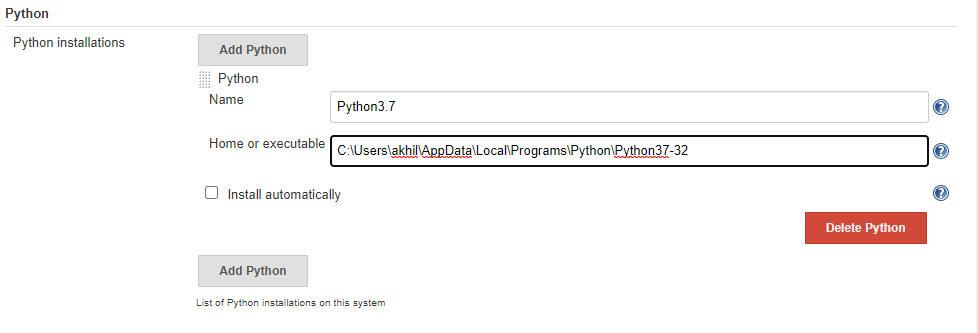 Python
Python installations
Add Python
Python
Name
Python3.7
Home or executable
C:\Users\akhil\AppData\Local\Programs\Python\Python37-32
Install automatically
Delete Python
Add Python
List of Python installations on this system